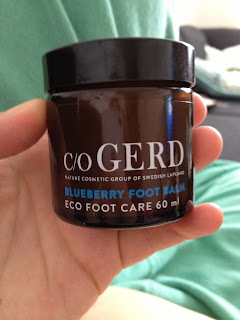 c/o GERD
NATURE COSMETIC GROUP OF SWEDISH LAPLAND
BLUEBERRY FOOT BALM
ECO FOOT CARE 60 ml